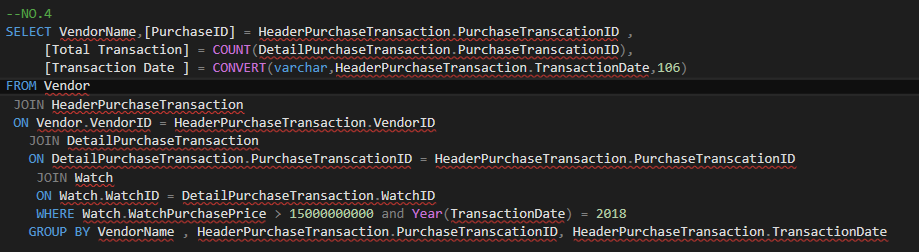 --NO.4
SELECT VendorName,[PurchaseID] = HeaderPurchaseTransaction.PurchaseTranscationID ,
[Total Transaction] = COUNT(DetailPurchaseTransaction.PurchaseTranscationID),
[Transaction Date ] = CONVERT(varchar,HeaderPurchaseTransaction.TransactionDate,106)
FROM Vendor
JOIN HeaderPurchaseTransaction
ON Vendor.VendorID = HeaderPurchaseTransaction.VendorID
JOIN DetailPurchaseTransaction
ON DetailPurchaseTransaction.PurchaseTranscationID = HeaderPurchaseTransaction.PurchaseTranscationID
JOIN Watch
ON Watch.WatchID = DetailPurchaseTransaction.WatchID
WHERE Watch.WatchPurchasePrice > 15000000000 and Year(TransactionDate) = 2018
GROUP BY VendorName , HeaderPurchaseTransaction.PurchaseTranscationID, HeaderPurchaseTransaction.TransactionDate